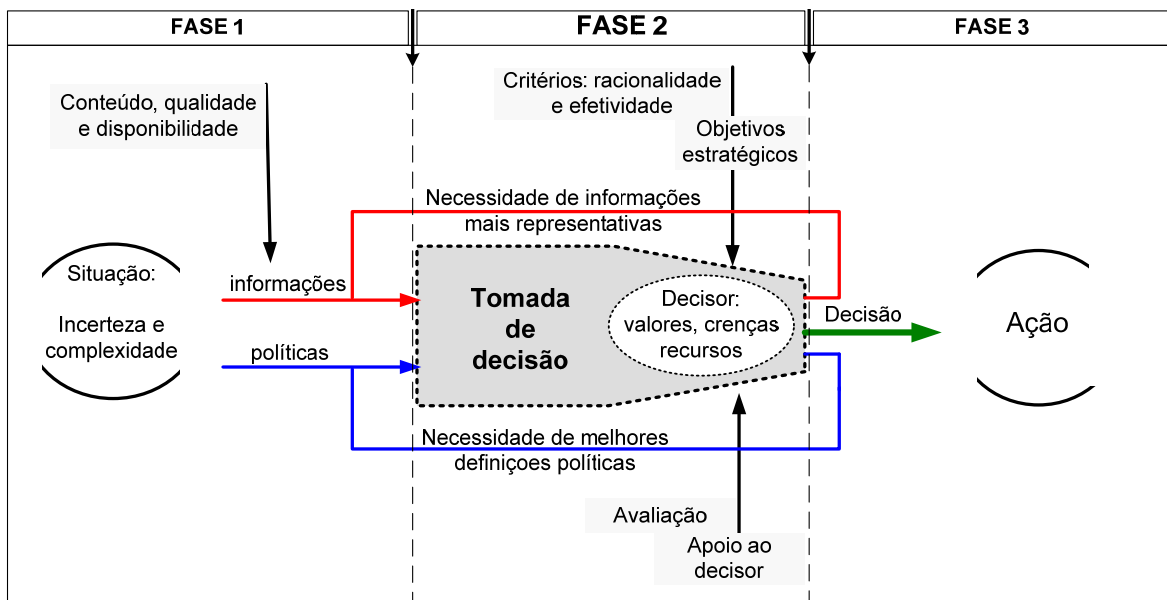 FASE 1
FASE 2
FASE 3
Conteúdo, qualidade
e disponibilidade
Critérios: racionalidade
e efetividade
Objetivos
estratégicos
Necessidade de informações
mais representativas
Situação:
Incerteza e
complexidade
informações
políticas
Tomada
de
decisão
Decisor:
valores, crenças
recursos
Decisão
Ação
Necessidade de melhores
definiçoes políticas
Avaliação
Apoio ao
decisor